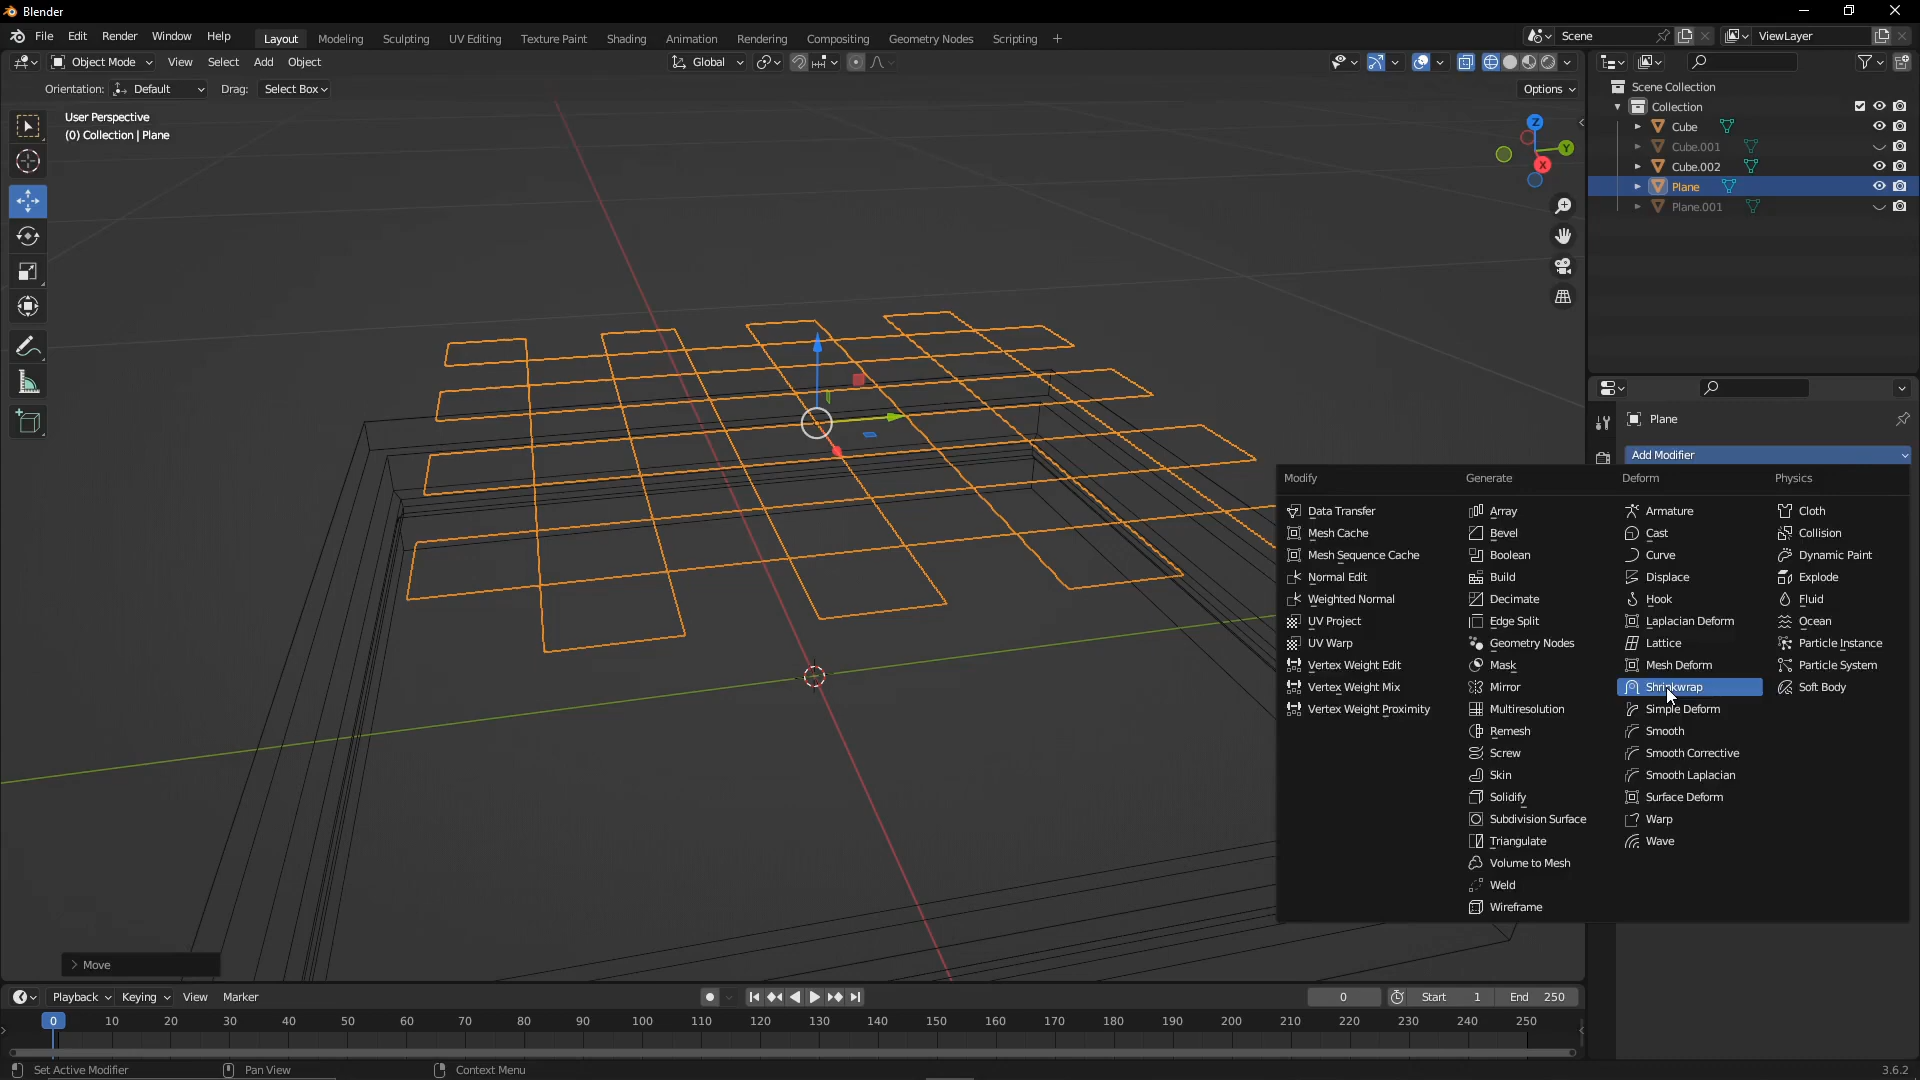 Blender
File Edit Render Window Help Layout Modeling Sculpting UV Editing Texture Paint Shading Animation Rendering Compositing Geometry Nodes Scripting + Scene ViewLayer
Object Mode View Select Add Object Global
Orientation: Default Drag: Select Box Options
User Perspective
(0) Collection | Plane
Z
Y
X
Scene Collection
Collection
Cube
Cube.001
Cube.002
Plane
Plane.001
Plane
Add Modifier
Modify Generate Deform Physics
Data Transfer Array Armature Cloth
Mesh Cache Bevel Cast Collision
Mesh Sequence Cache Boolean Curve Dynamic Paint
Normal Edit Build Displace Explode
Weighted Normal Decimate Hook Fluid
UV Project Edge Split Laplacian Deform Ocean
UV Warp Geometry Nodes Lattice Particle Instance
Vertex Weight Edit Mask Mesh Deform Particle System
Vertex Weight Mix Mirror Shrinkwrap Soft Body
Vertex Weight Proximity Multiresolution Simple Deform
Remesh Smooth
Screw Smooth Corrective
Skin Smooth Laplacian
Solidify Surface Deform
Subdivision Surface Warp
Triangulate Wave
Volume to Mesh
Weld
Wireframe
> Move
Playback Keying View Marker 0 Start 1 End 250
0 10 20 30 40 50 60 70 80 90 100 110 120 130 140 150 160 170 180 190 200 210 220 230 240 250
Set Active Modifier Pan View Context Menu 3.6.2